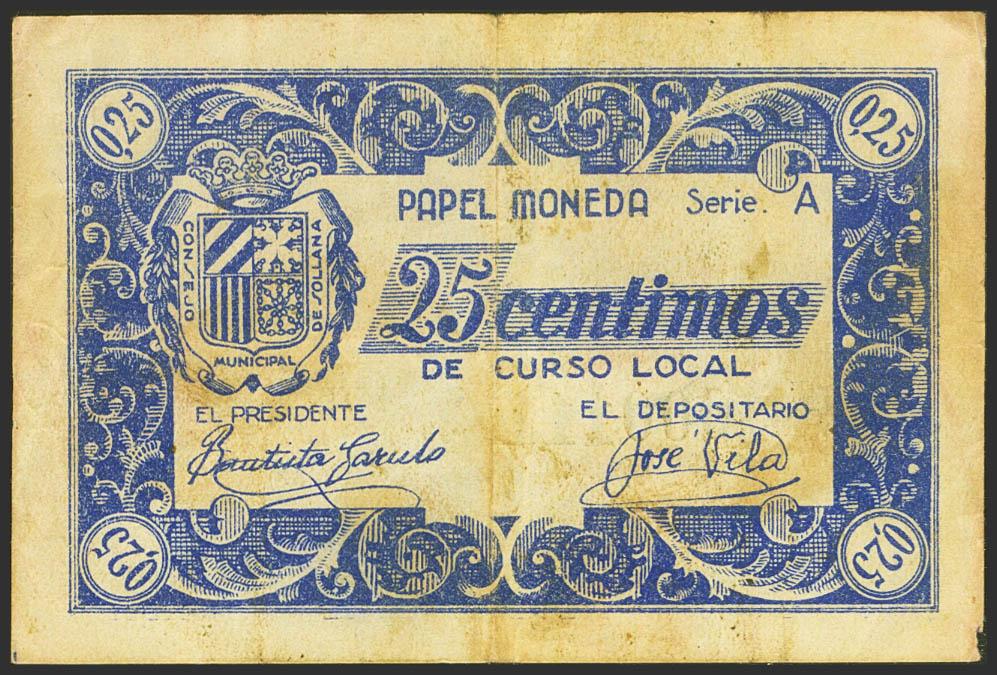 0,25
0,25
PAPEL MONEDA Serie. A
CONSEJO
MUNICIPAL
DE SOLLANA
25 centimos
DE CURSO LOCAL
EL PRESIDENTE
EL DEPOSITARIO
Bautista Garulo
José Vila
0,25
0,25